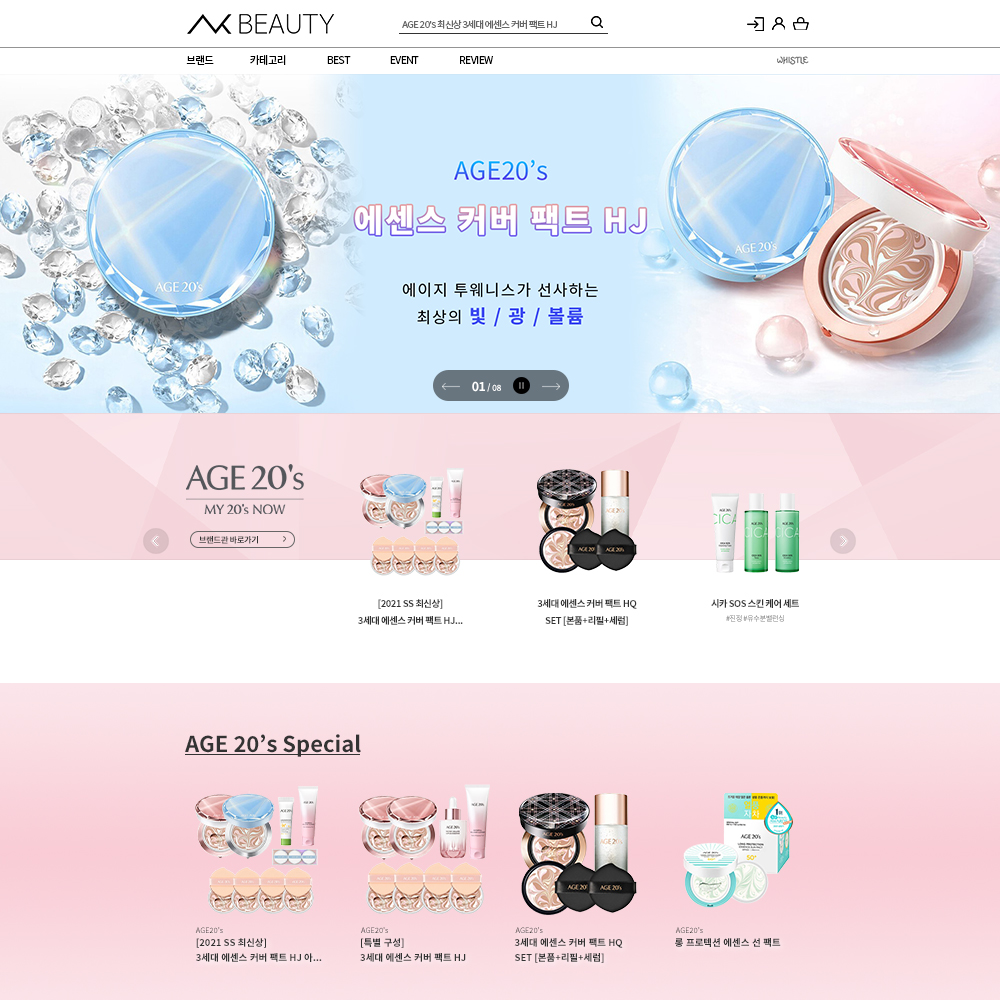 AK BEAUTY
AGE 20's 최신상 3세대 에센스 커버 팩트 HJ
브랜드 카테고리 BEST EVENT REVIEW
WHISTLE
AGE20's
에센스 커버 팩트 HJ
에이지 투웨니스가 선사하는
최상의 빛 / 광 / 볼륨
AGE 20's
AGE 20's
01 / 08
AGE 20's
MY 20's NOW
브랜드관 바로가기
CICA CICA CICA
[2021 SS 최신상]
3세대 에센스 커버 팩트 HJ...
3세대 에센스 커버 팩트 HQ
SET [본품+리필+세럼]
시카 SOS 스킨 케어 세트
#진정 #유수분밸런싱
AGE 20's Special
AGE 20's
AGE20's
[2021 SS 최신상]
3세대 에센스 커버 팩트 HJ 아...
AGE20's
[특별 구성]
3세대 에센스 커버 팩트 HJ
AGE20's
3세대 에센스 커버 팩트 HQ
SET [본품+리필+세럼]
AGE20's
롱 프로텍션 에센스 선 팩트